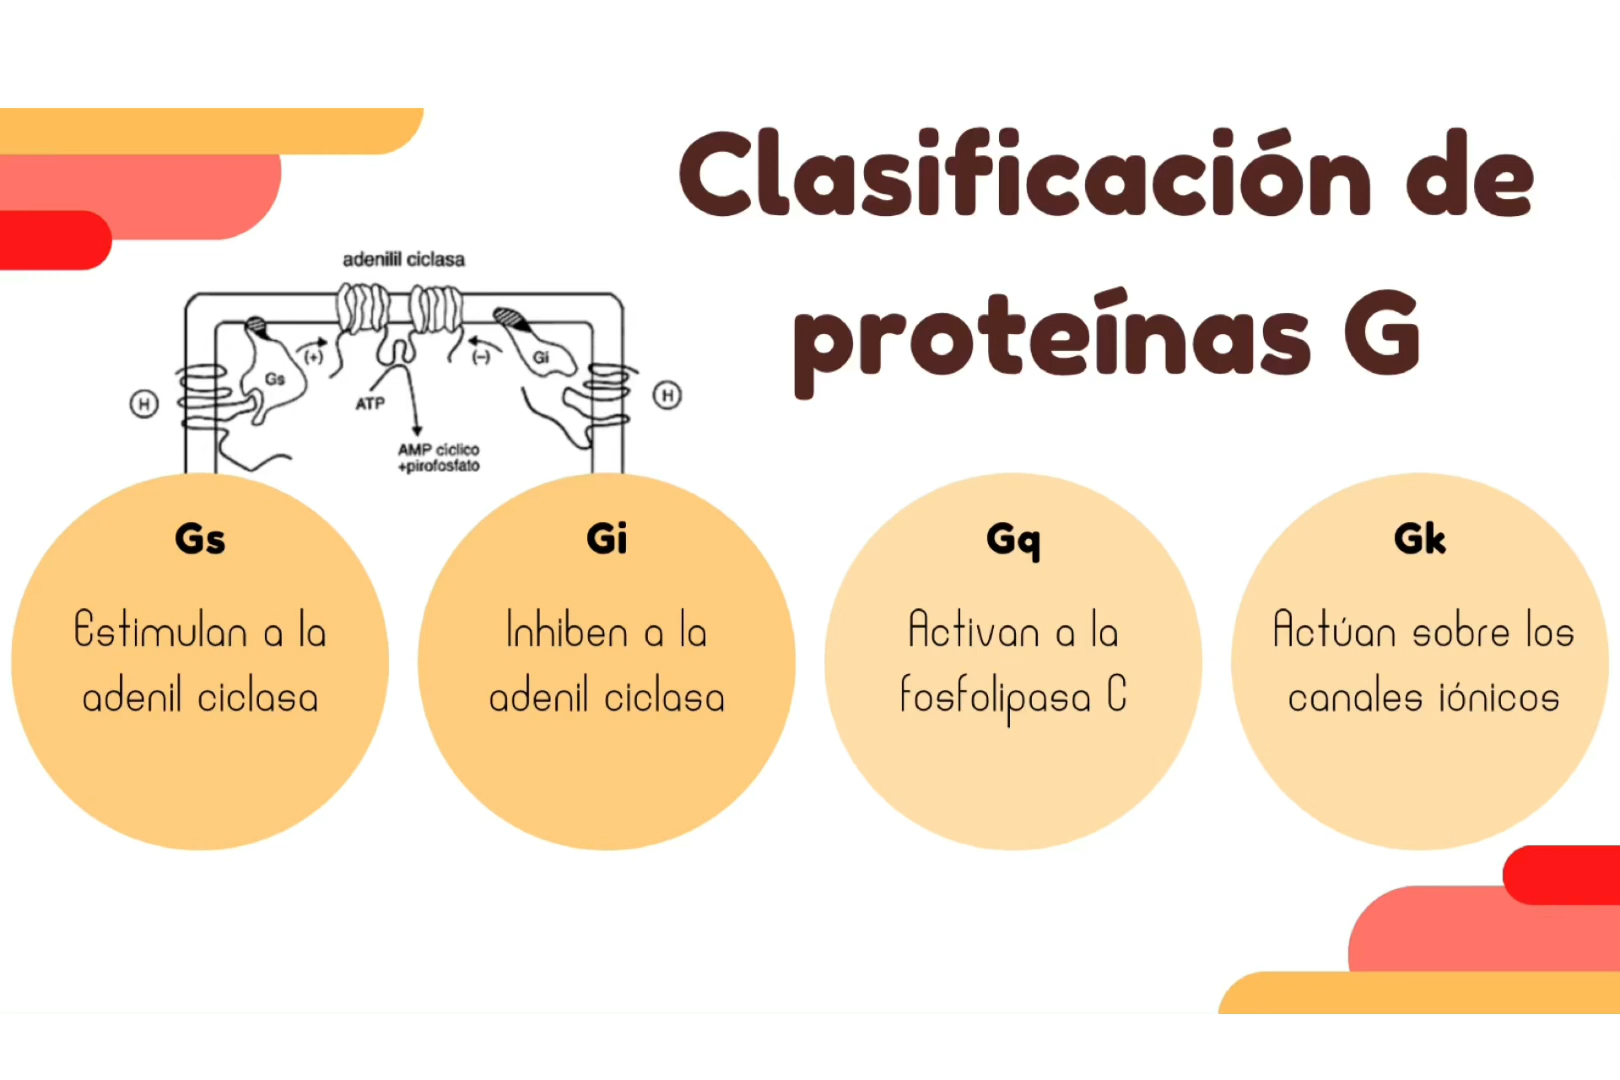 Clasificación de
proteínas G
adenilil ciclasa
(+)
(-)
Gs
Gi
H
H
ATP
AMP cíclico
+pirofosfato
Gs
Estimulan a la
adenil ciclasa
Gi
Inhiben a la
adenil ciclasa
Gq
Activan a la
fosfolipasa C
Gk
Actúan sobre los
canales iónicos